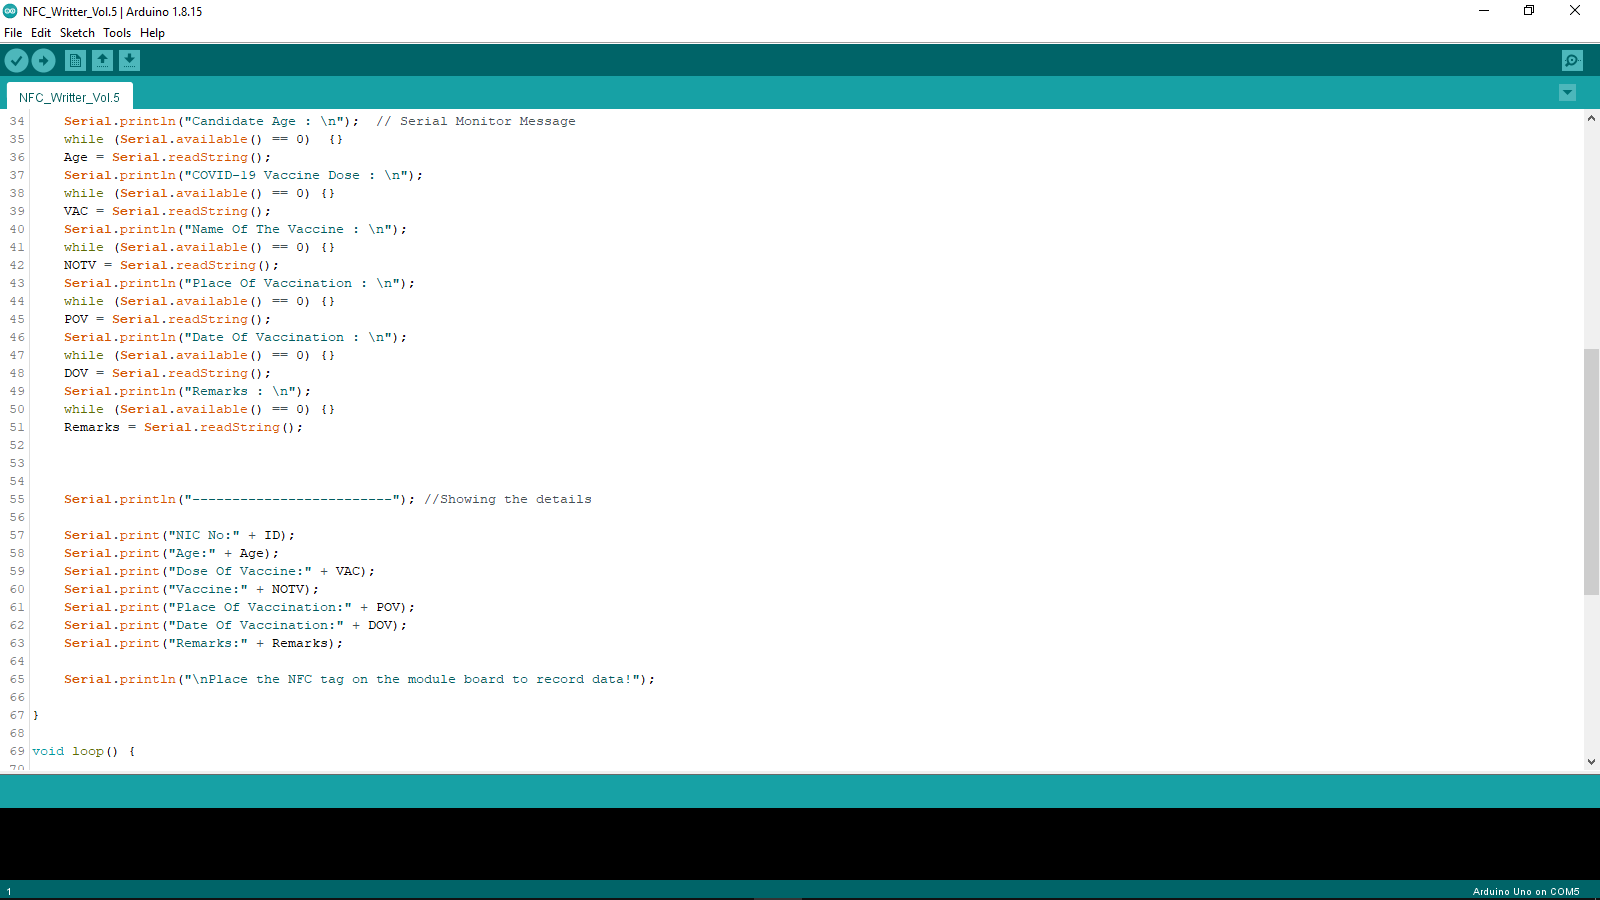 NFC_Writter_Vol.5 | Arduino 1.8.15
File Edit Sketch Tools Help
NFC_Writter_Vol.5
34 Serial.println("Candidate Age : \n");  // Serial Monitor Message
35 while (Serial.available() == 0)  {}
36 Age = Serial.readString();
37 Serial.println("COVID-19 Vaccine Dose : \n");
38 while (Serial.available() == 0) {}
39 VAC = Serial.readString();
40 Serial.println("Name Of The Vaccine : \n");
41 while (Serial.available() == 0) {}
42 NOTV = Serial.readString();
43 Serial.println("Place Of Vaccination : \n");
44 while (Serial.available() == 0) {}
45 POV = Serial.readString();
46 Serial.println("Date Of Vaccination : \n");
47 while (Serial.available() == 0) {}
48 DOV = Serial.readString();
49 Serial.println("Remarks : \n");
50 while (Serial.available() == 0) {}
51 Remarks = Serial.readString();
52
53
54
55 Serial.println("-------------------------"); //Showing the details
56
57 Serial.print("NIC No:" + ID);
58 Serial.print("Age:" + Age);
59 Serial.print("Dose Of Vaccine:" + VAC);
60 Serial.print("Vaccine:" + NOTV);
61 Serial.print("Place Of Vaccination:" + POV);
62 Serial.print("Date Of Vaccination:" + DOV);
63 Serial.print("Remarks:" + Remarks);
64
65 Serial.println("\nPlace the NFC tag on the module board to record data!");
66
67 }
68
69 void loop() {
70
1 Arduino Uno on COM5